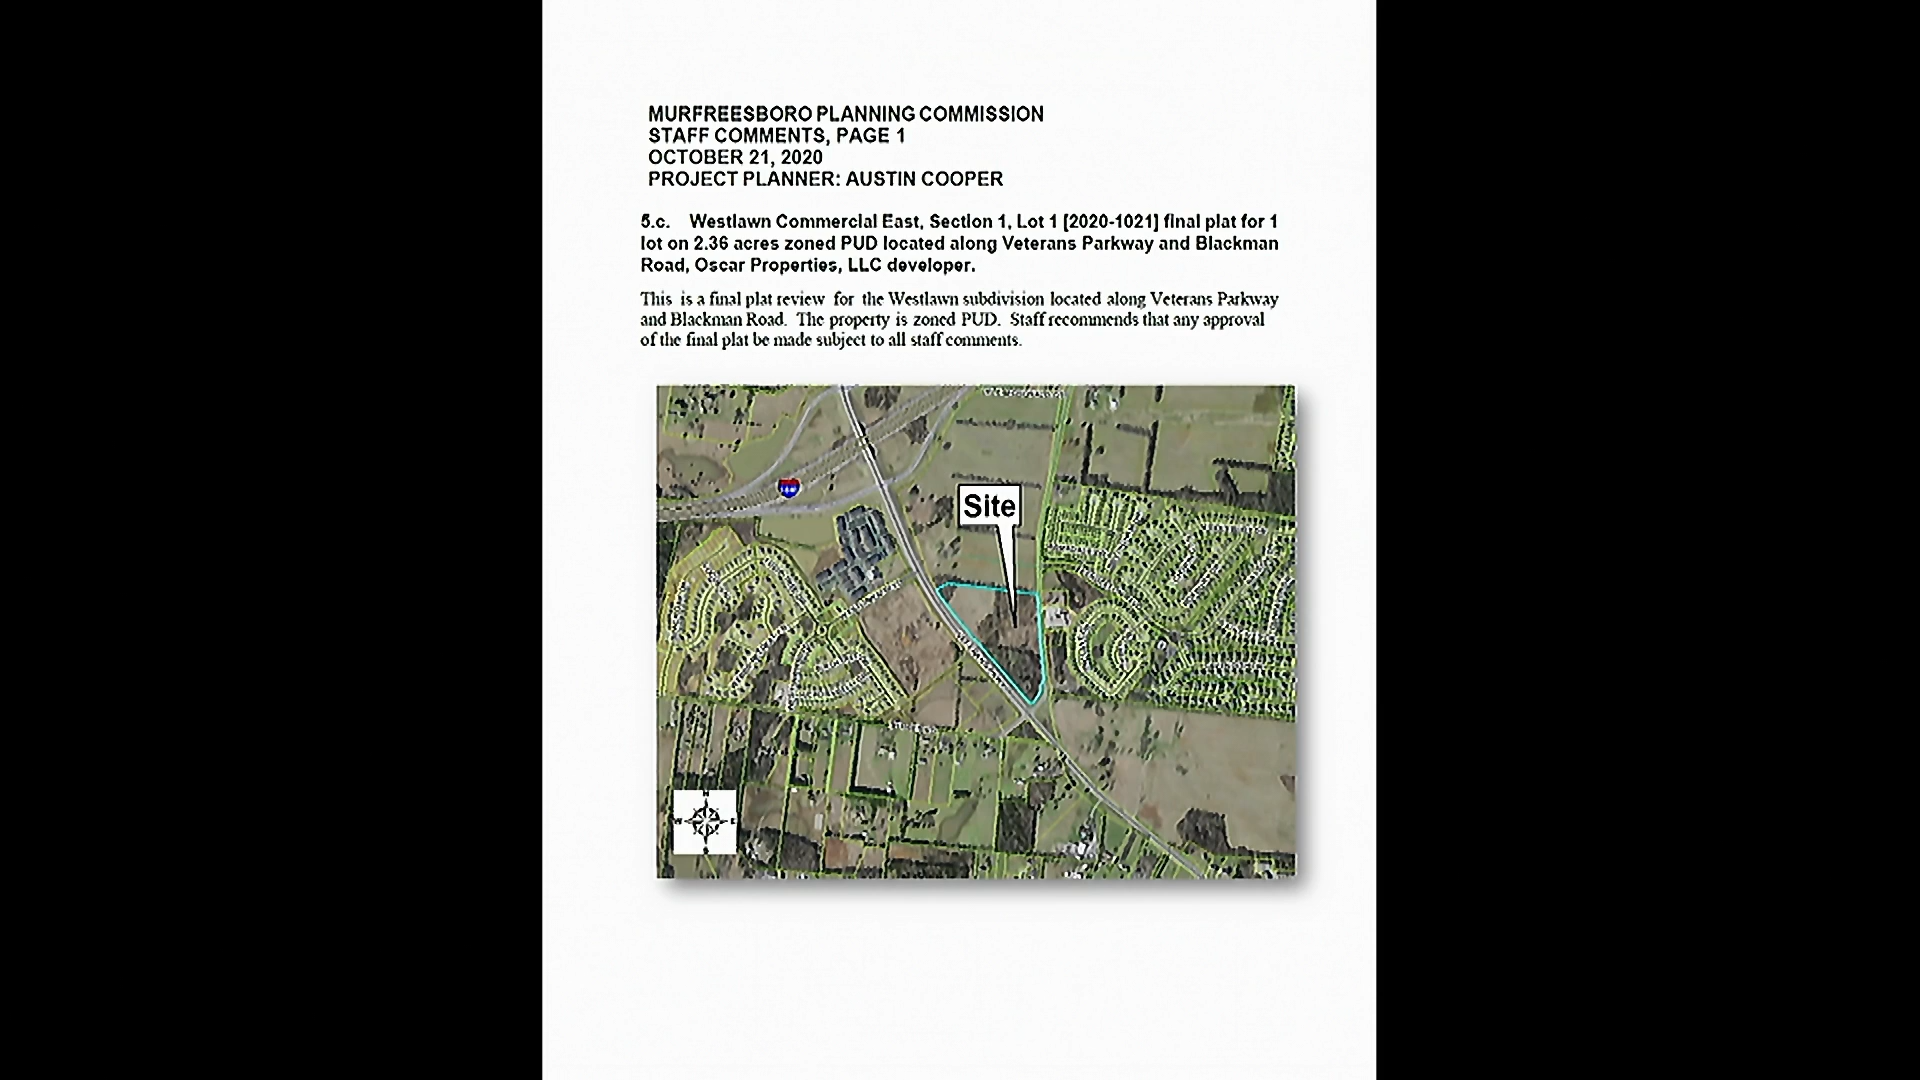 MURFREESBORO PLANNING COMMISSION
STAFF COMMENTS, PAGE 1
OCTOBER 21, 2020
PROJECT PLANNER: AUSTIN COOPER
5.c. Westlawn Commercial East, Section 1, Lot 1 [2020-1021] final plat for 1
lot on 2.36 acres zoned PUD located along Veterans Parkway and Blackman
Road, Oscar Properties, LLC developer.
This is a final plat review for the Westlawn subdivision located along Veterans Parkway
and Blackman Road. The property is zoned PUD. Staff recommends that any approval
of the final plat be made subject to all staff comments.
Site
N
W E
S